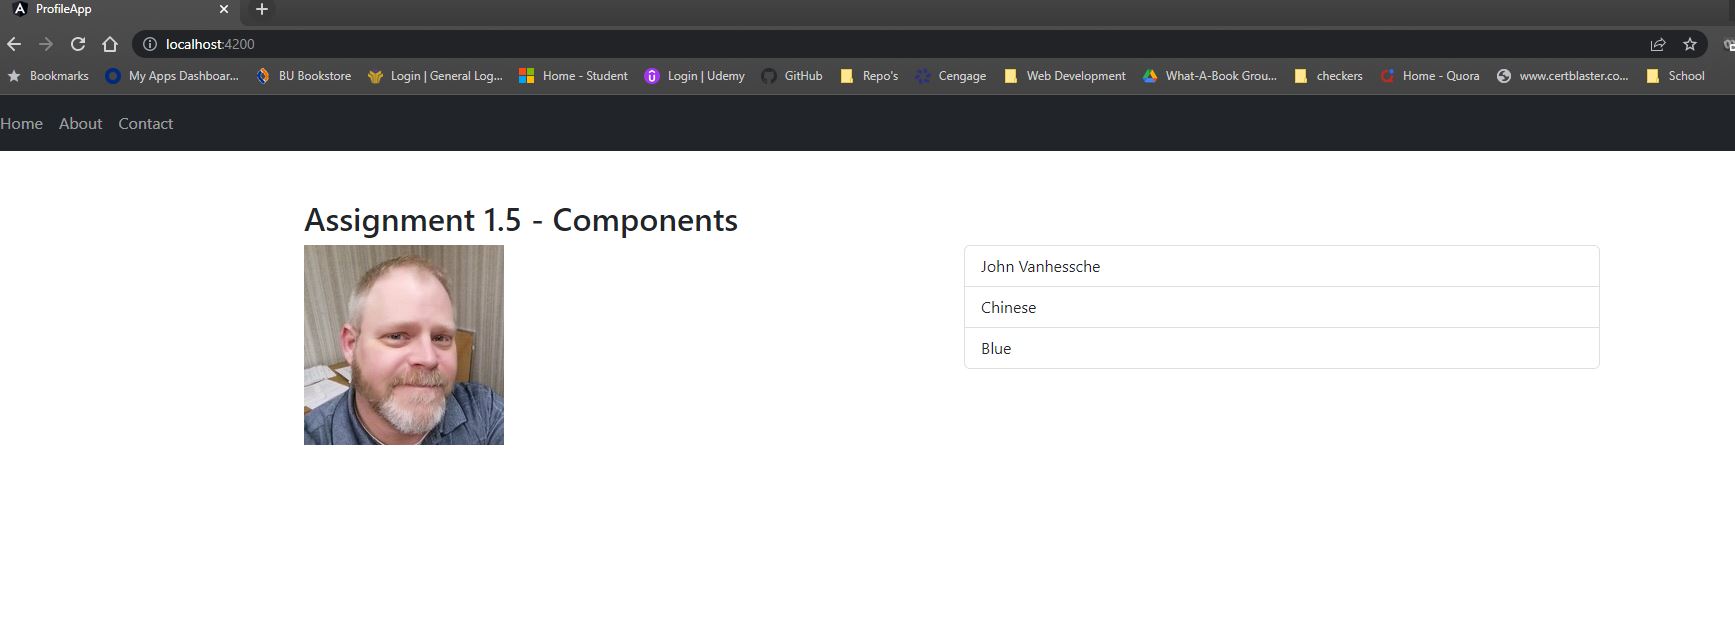 ProfileApp
localhost:4200
Bookmarks My Apps Dashboar... BU Bookstore Login | General Log... Home - Student Login | Udemy GitHub Repo's Cengage Web Development What-A-Book Grou... checkers Home - Quora www.certblaster.co... School
Home About Contact
Assignment 1.5 - Components
John Vanhessche
Chinese
Blue